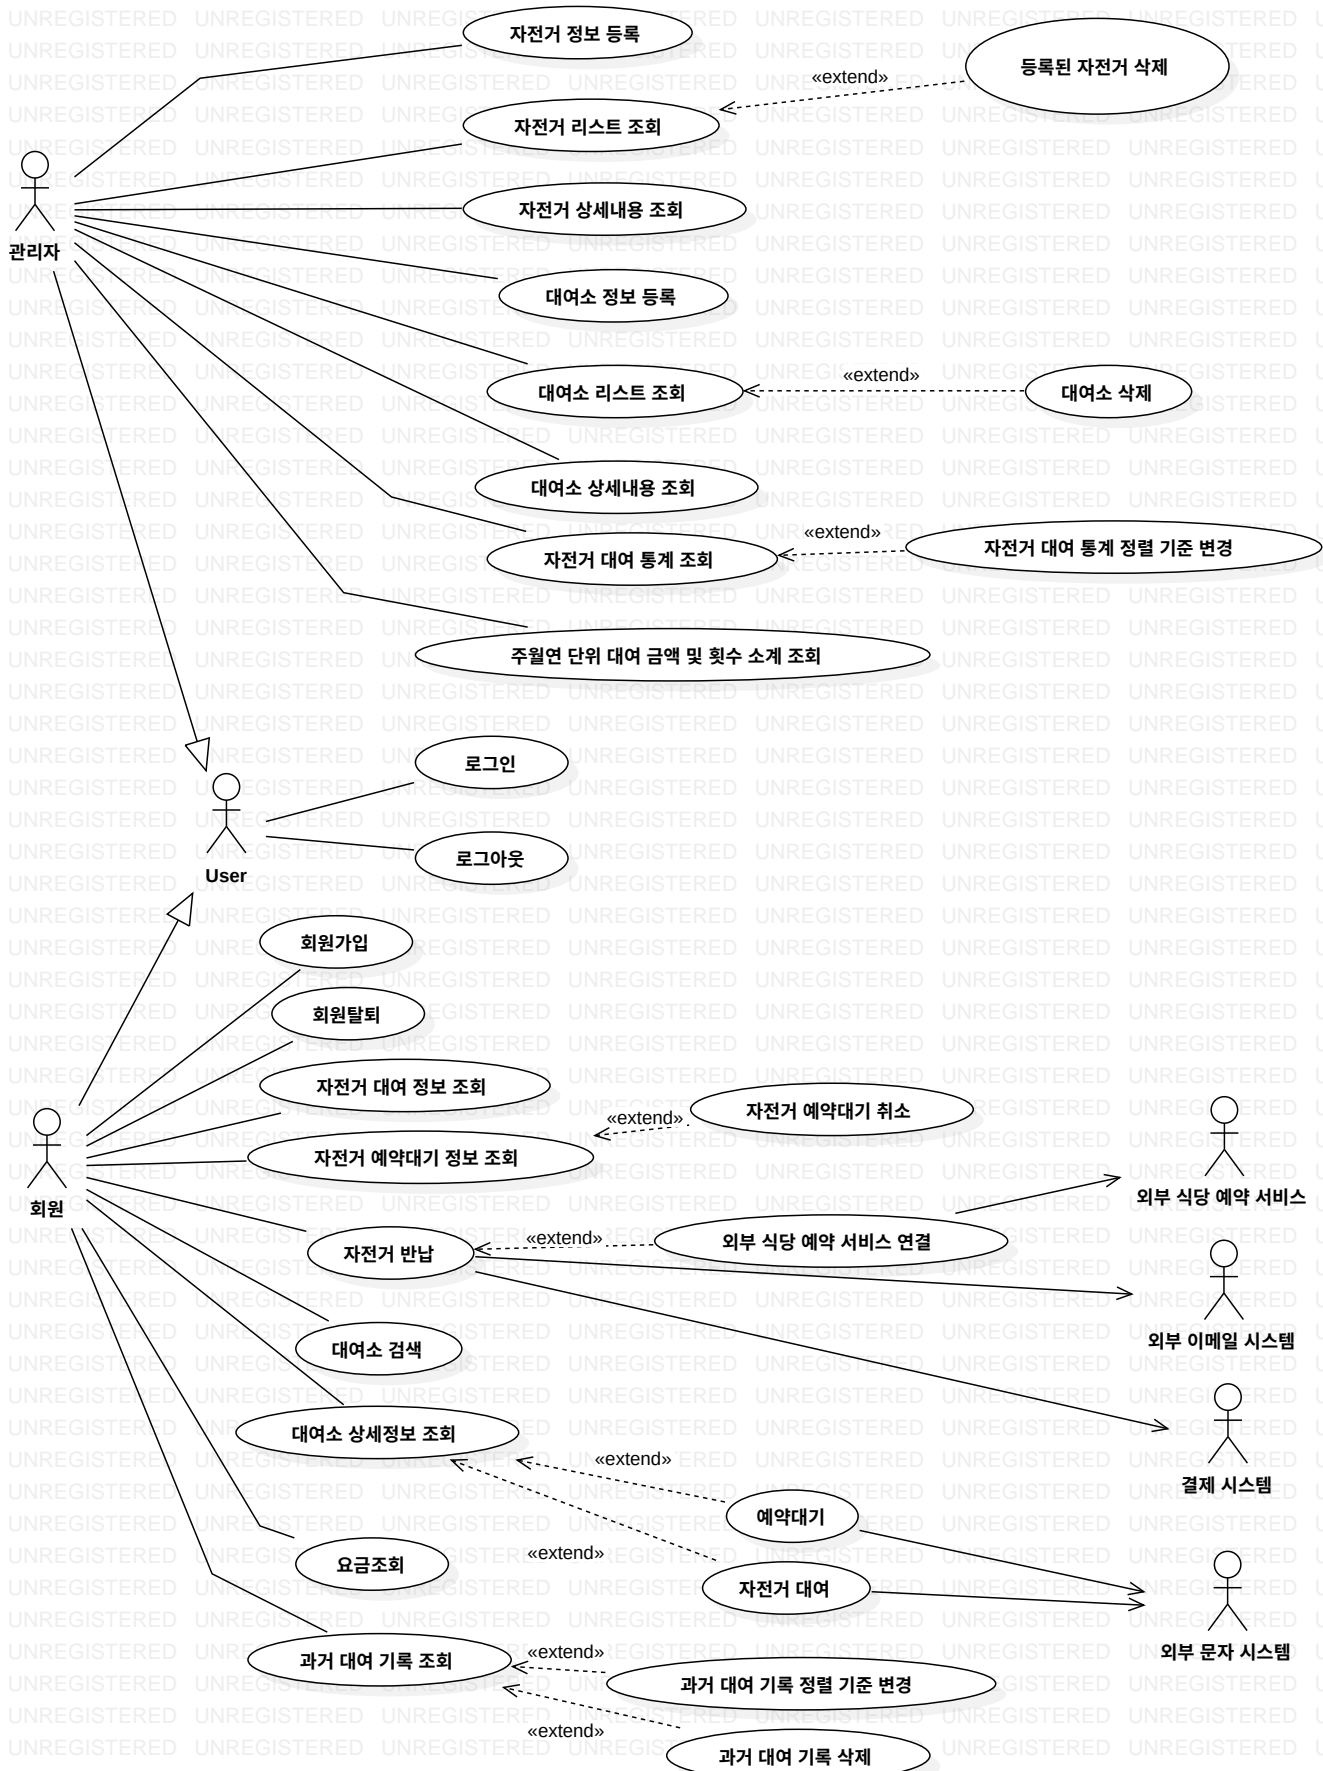 자전거 정보 등록
등록된 자전거 삭제
«extend»
자전거 리스트 조회
자전거 상세내용 조회
관리자
대여소 정보 등록
«extend»
대여소 리스트 조회
대여소 삭제
대여소 상세내용 조회
«extend»
자전거 대여 통계 조회
자전거 대여 통계 정렬 기준 변경
주월연 단위 대여 금액 및 횟수 소계 조회
로그인
로그아웃
User
회원가입
회원탈퇴
자전거 대여 정보 조회
«extend»
자전거 예약대기 취소
자전거 예약대기 정보 조회
외부 식당 예약 서비스
회원
«extend»
외부 식당 예약 서비스 연결
자전거 반납
외부 이메일 시스템
대여소 검색
대여소 상세정보 조회
«extend»
결제 시스템
예약대기
«extend»
요금조회
자전거 대여
외부 문자 시스템
과거 대여 기록 조회
«extend»
과거 대여 기록 정렬 기준 변경
«extend»
과거 대여 기록 삭제
UNREGISTERED